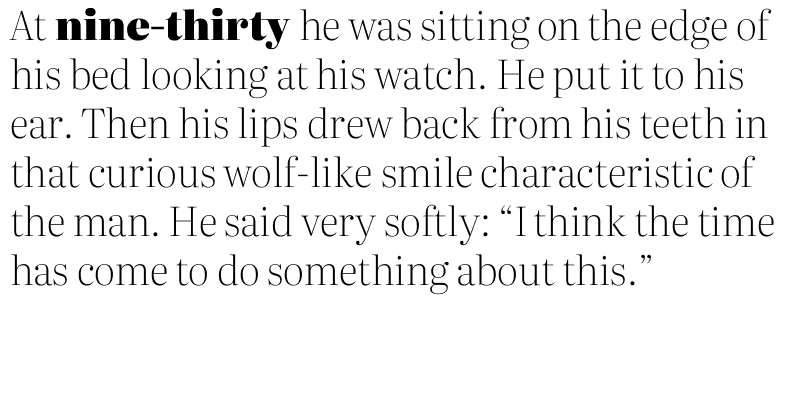 At nine-thirty he was sitting on the edge of
his bed looking at his watch. He put it to his
ear. Then his lips drew back from his teeth in
that curious wolf-like smile characteristic of
the man. He said very softly: “I think the time
has come to do something about this.”